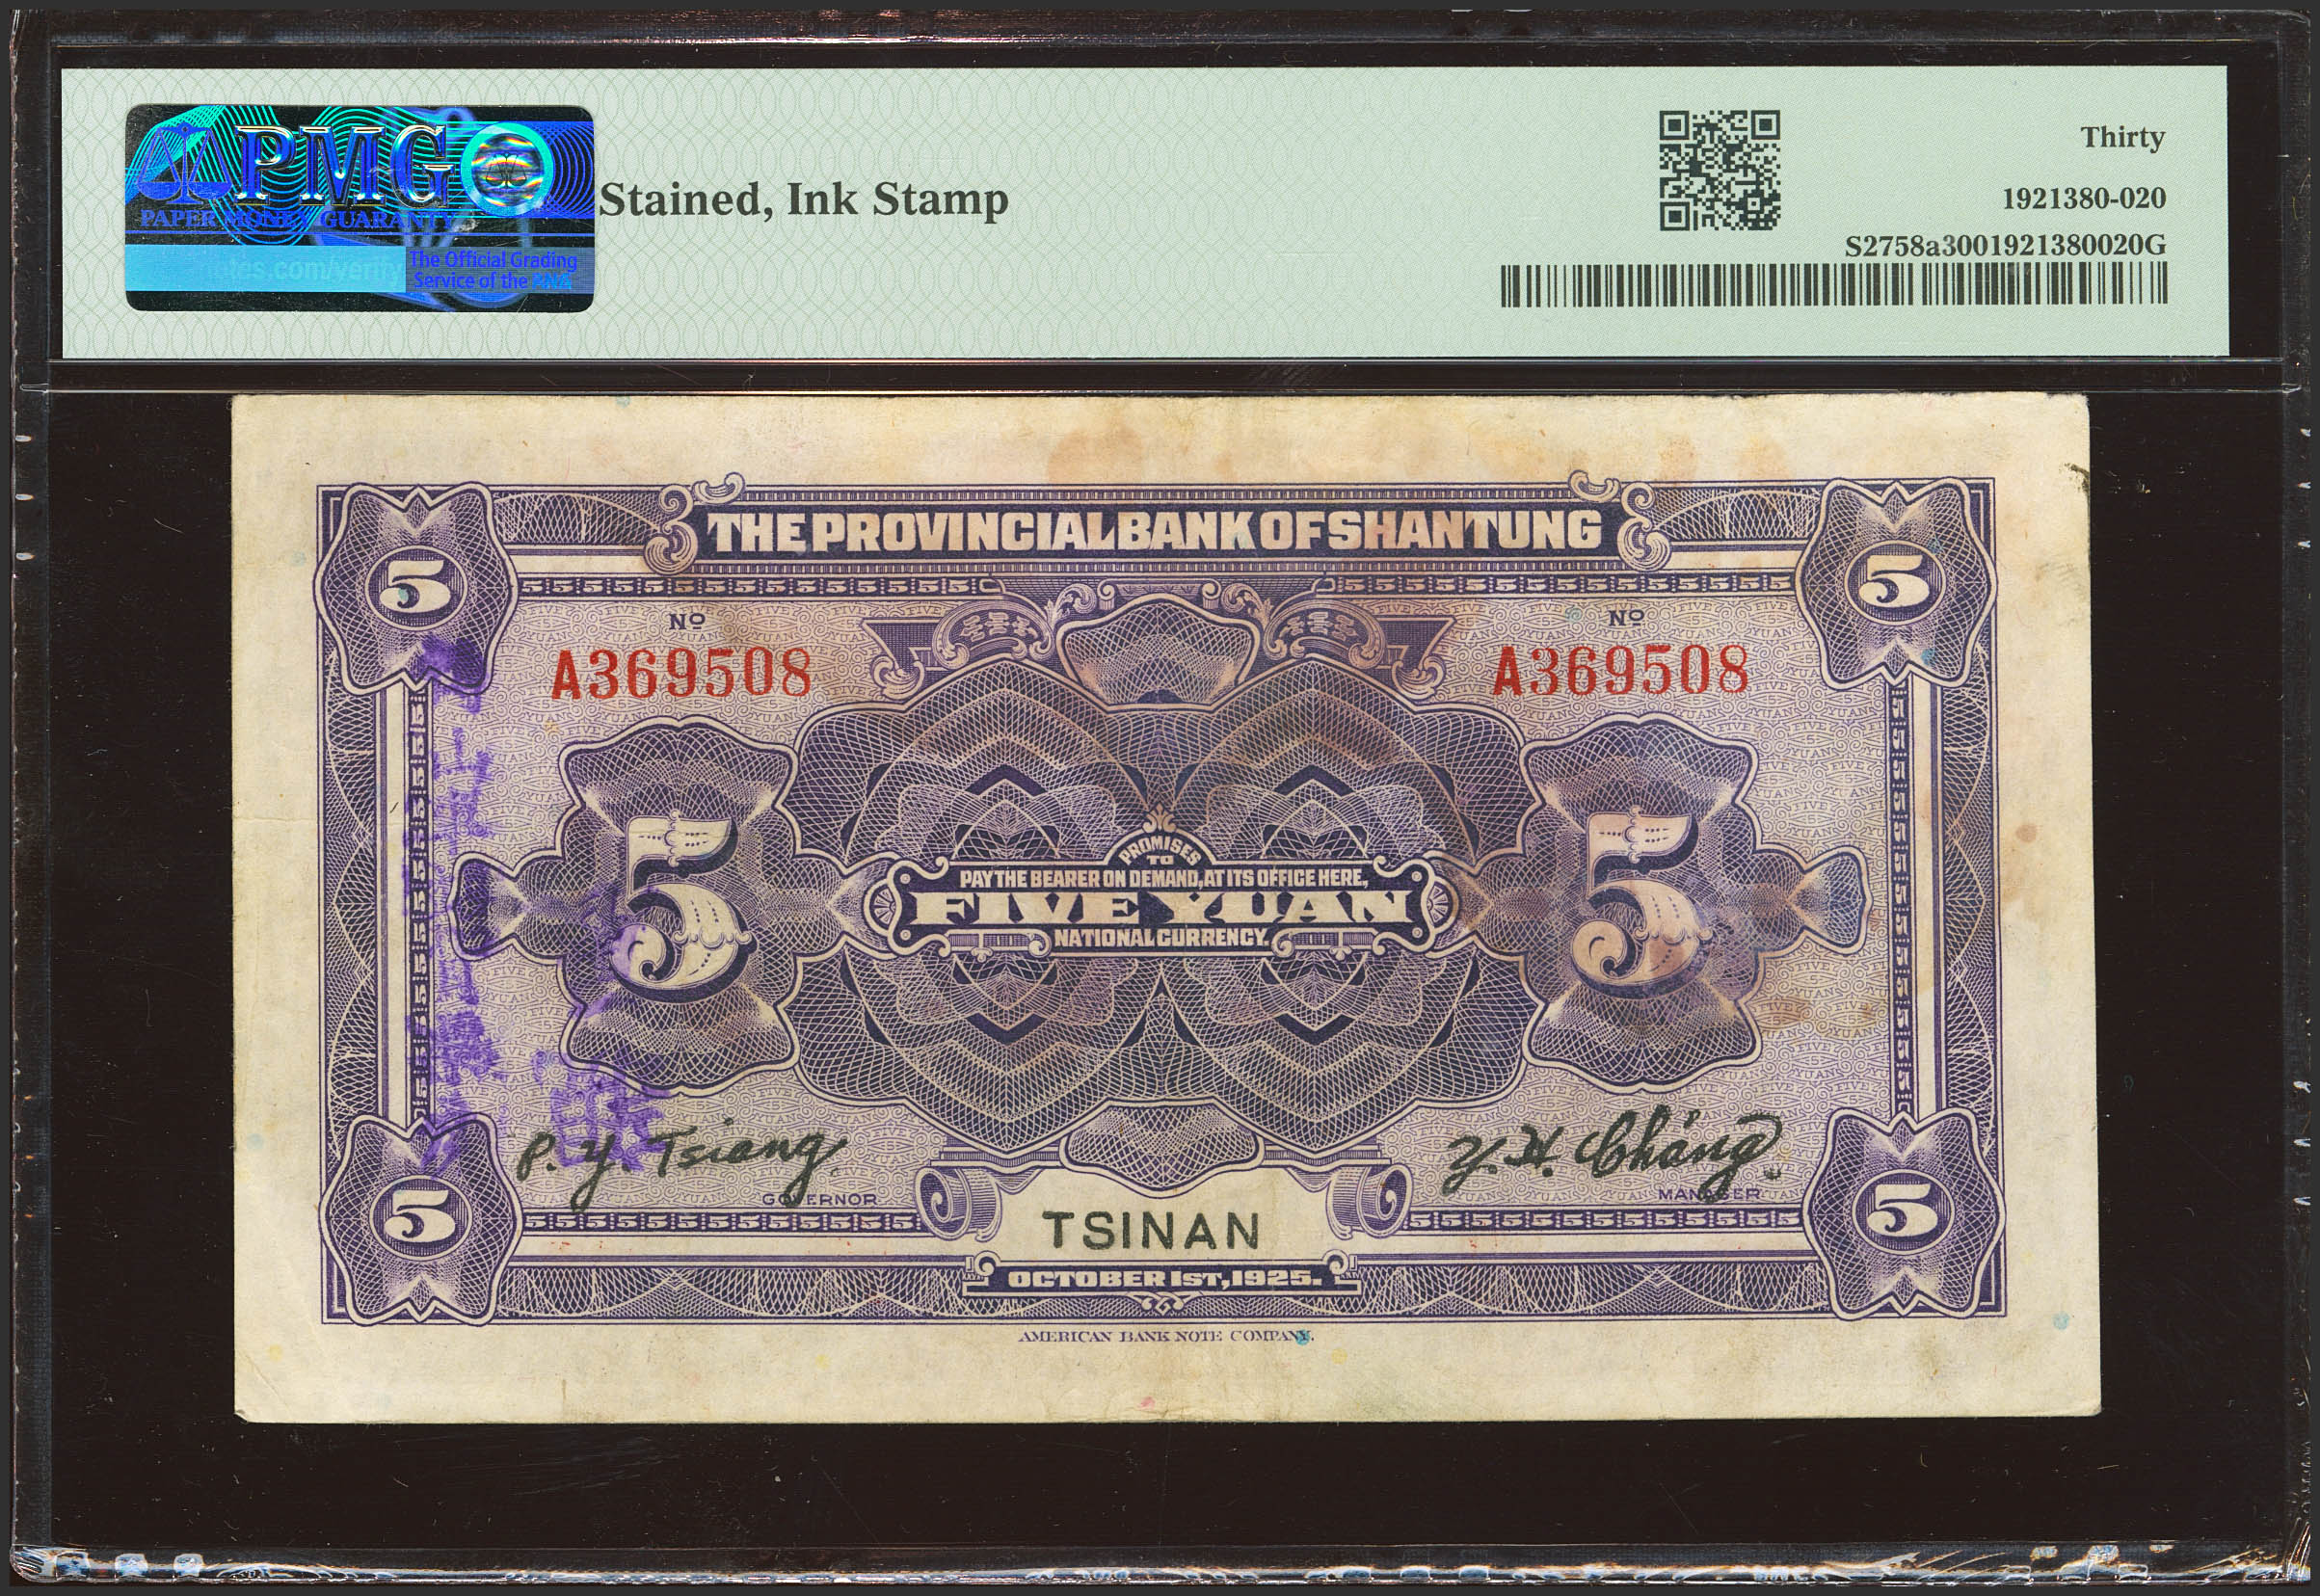 PMG
PAPER MONEY GUARANTY
The Official Grading
Service of the PNA
Stained, Ink Stamp
Thirty
1921380-020
S2758a3001921380020G
THE PROVINCIAL BANK OF SHANTUNG
5 5
Nº Nº
A369508 A369508
PROMISES
TO
PAY THE BEARER ON DEMAND, AT ITS OFFICE HERE,
5 FIVE YUAN 5
NATIONAL CURRENCY
P. Y. Tsiang Y. H. Chang
GOVERNOR MANAGER
5 TSINAN 5
OCTOBER 1ST, 1925.
AMERICAN BANK NOTE COMPANY.